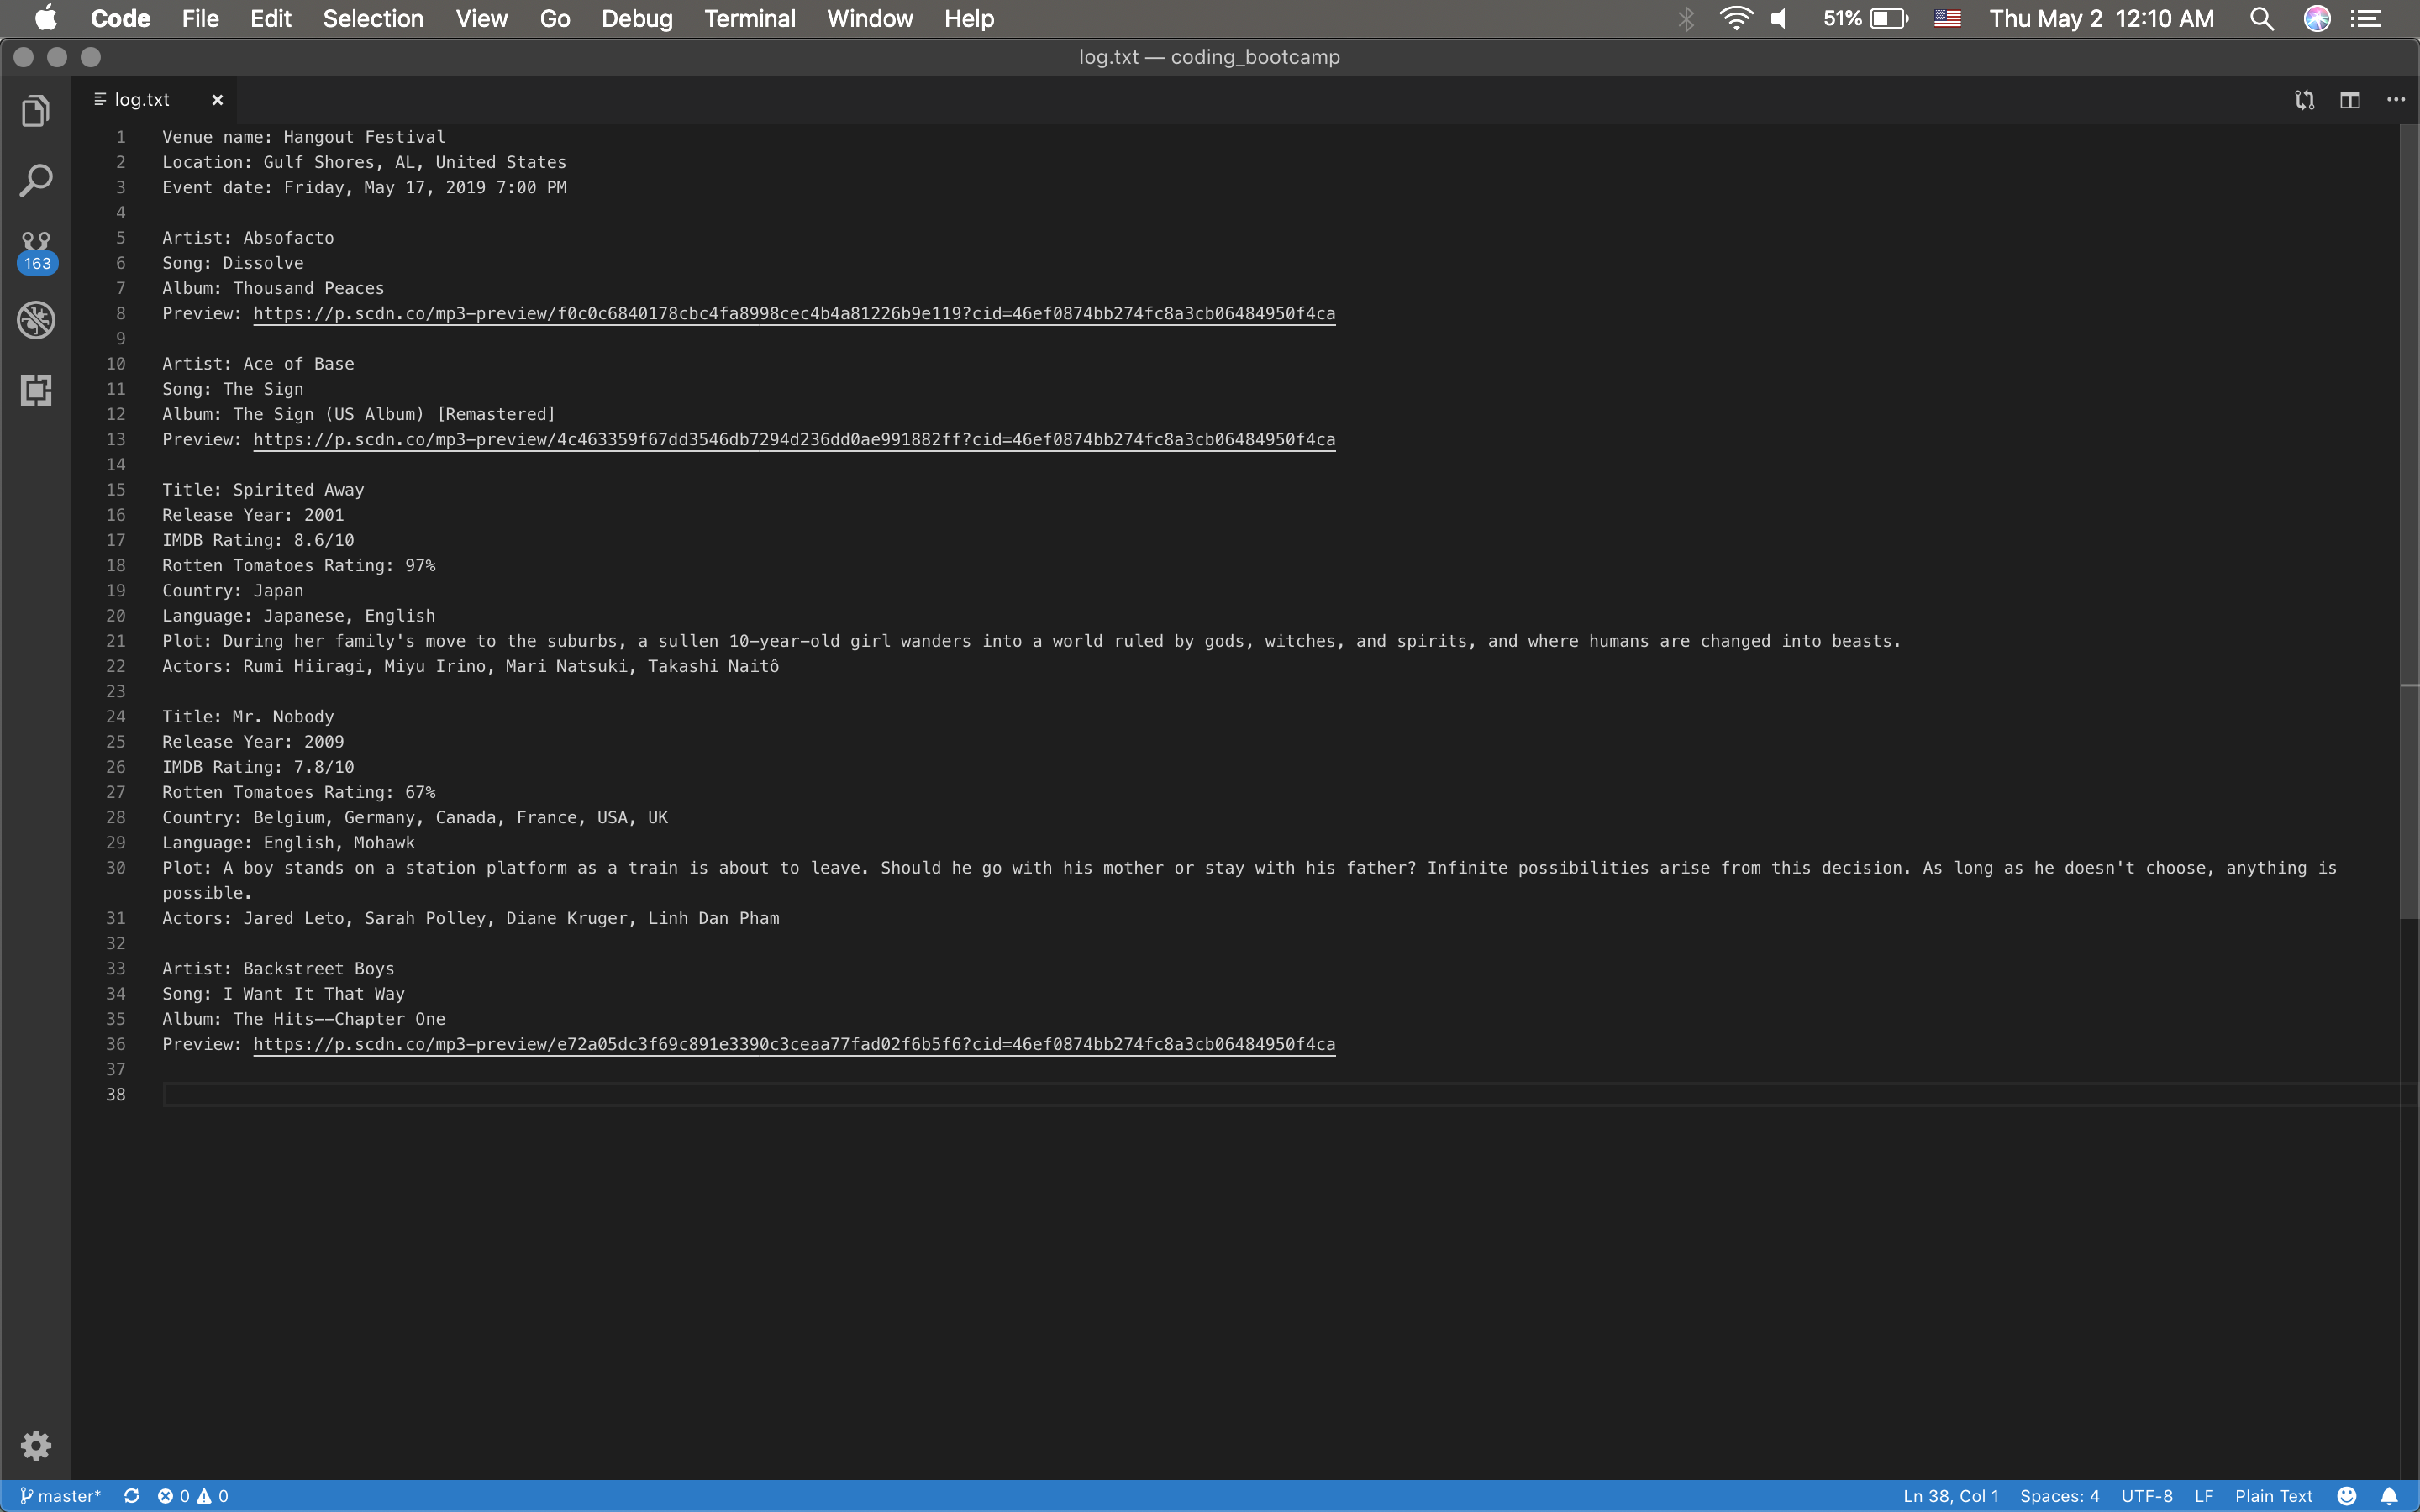 Code File Edit Selection View Go Debug Terminal Window Help 51% Thu May 2 12:10 AM
log.txt — coding_bootcamp
log.txt ×
163
1 Venue name: Hangout Festival
2 Location: Gulf Shores, AL, United States
3 Event date: Friday, May 17, 2019 7:00 PM
4
5 Artist: Absofacto
6 Song: Dissolve
7 Album: Thousand Peaces
8 Preview: https://p.scdn.co/mp3-preview/f0c0c6840178cbc4fa8998cec4b4a81226b9e119?cid=46ef0874bb274fc8a3cb06484950f4ca
9
10 Artist: Ace of Base
11 Song: The Sign
12 Album: The Sign (US Album) [Remastered]
13 Preview: https://p.scdn.co/mp3-preview/4c463359f67dd3546db7294d236dd0ae991882ff?cid=46ef0874bb274fc8a3cb06484950f4ca
14
15 Title: Spirited Away
16 Release Year: 2001
17 IMDB Rating: 8.6/10
18 Rotten Tomatoes Rating: 97%
19 Country: Japan
20 Language: Japanese, English
21 Plot: During her family's move to the suburbs, a sullen 10-year-old girl wanders into a world ruled by gods, witches, and spirits, and where humans are changed into beasts.
22 Actors: Rumi Hiiragi, Miyu Irino, Mari Natsuki, Takashi Naitô
23
24 Title: Mr. Nobody
25 Release Year: 2009
26 IMDB Rating: 7.8/10
27 Rotten Tomatoes Rating: 67%
28 Country: Belgium, Germany, Canada, France, USA, UK
29 Language: English, Mohawk
30 Plot: A boy stands on a station platform as a train is about to leave. Should he go with his mother or stay with his father? Infinite possibilities arise from this decision. As long as he doesn't choose, anything is
possible.
31 Actors: Jared Leto, Sarah Polley, Diane Kruger, Linh Dan Pham
32
33 Artist: Backstreet Boys
34 Song: I Want It That Way
35 Album: The Hits--Chapter One
36 Preview: https://p.scdn.co/mp3-preview/e72a05dc3f69c891e3390c3ceaa77fad02f6b5f6?cid=46ef0874bb274fc8a3cb06484950f4ca
37
38
master* 0 0 Ln 38, Col 1 Spaces: 4 UTF-8 LF Plain Text